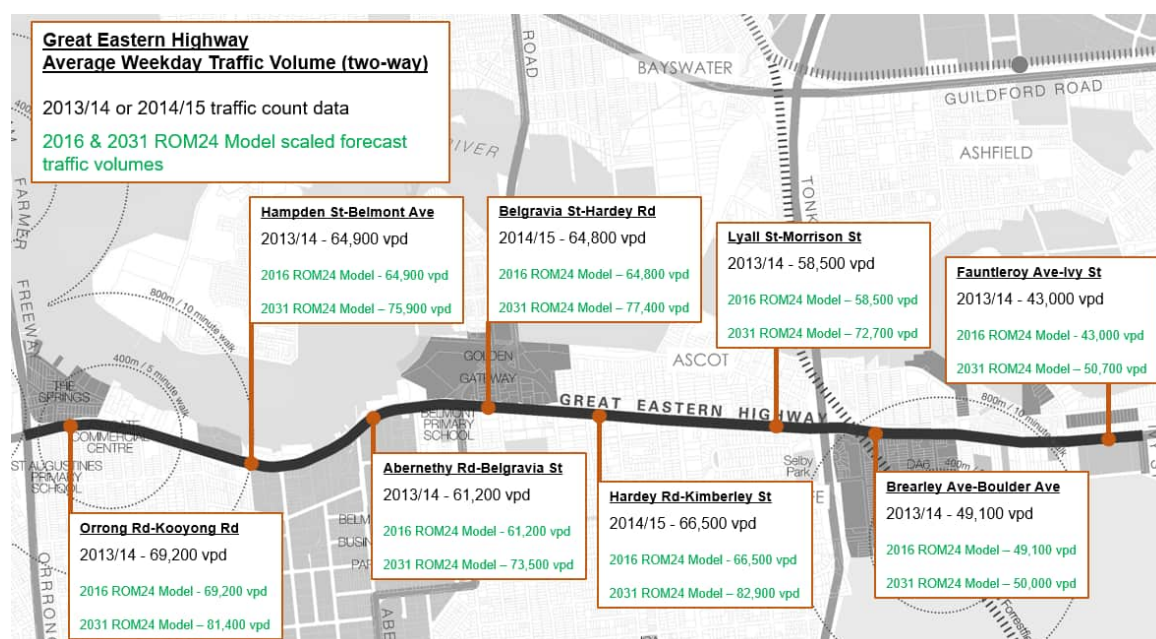 Great Eastern Highway
Average Weekday Traffic Volume (two-way)
2013/14 or 2014/15 traffic count data
2016 & 2031 ROM24 Model scaled forecast
traffic volumes
ROAD
BAYSWATER
GUILDFORD ROAD
ASHFIELD
RIVER
TONK
FARMER
FREEWAY
800m / 10 minute walk
400m / 5 minute walk
Hampden St-Belmont Ave
2013/14 - 64,900 vpd
2016 ROM24 Model - 64,900 vpd
2031 ROM24 Model – 75,900 vpd
Belgravia St-Hardey Rd
2014/15 - 64,800 vpd
2016 ROM24 Model – 64,800 vpd
2031 ROM24 Model – 77,400 vpd
Lyall St-Morrison St
2013/14 - 58,500 vpd
2016 ROM24 Model – 58,500 vpd
2031 ROM24 Model – 72,700 vpd
Fauntleroy Ave-Ivy St
2013/14 - 43,000 vpd
2016 ROM24 Model – 43,000 vpd
2031 ROM24 Model – 50,700 vpd
THE
SPRINGS
COMMERCIAL
CENTRE
ST AUGUSTINES
PRIMARY
SCHOOL
GOLDEN
GATEWAY
BELMONT
PRIMARY
SCHOOL
ASCOT
GREAT EASTERN HIGHWAY
800m / 10
400m
Selby
Park
IVY ST
Orrong Rd-Kooyong Rd
2013/14 - 69,200 vpd
2016 ROM24 Model - 69,200 vpd
2031 ROM24 Model – 81,400 vpd
Abernethy Rd-Belgravia St
2013/14 - 61,200 vpd
2016 ROM24 Model - 61,200 vpd
2031 ROM24 Model – 73,500 vpd
Hardey Rd-Kimberley St
2014/15 - 66,500 vpd
2016 ROM24 Model – 66,500 vpd
2031 ROM24 Model – 82,900 vpd
Brearley Ave-Boulder Ave
2013/14 - 49,100 vpd
2016 ROM24 Model – 49,100 vpd
2031 ROM24 Model – 50,000 vpd
BELM
BUSIN
PAR
ABE
ORRONG
Forrestfie